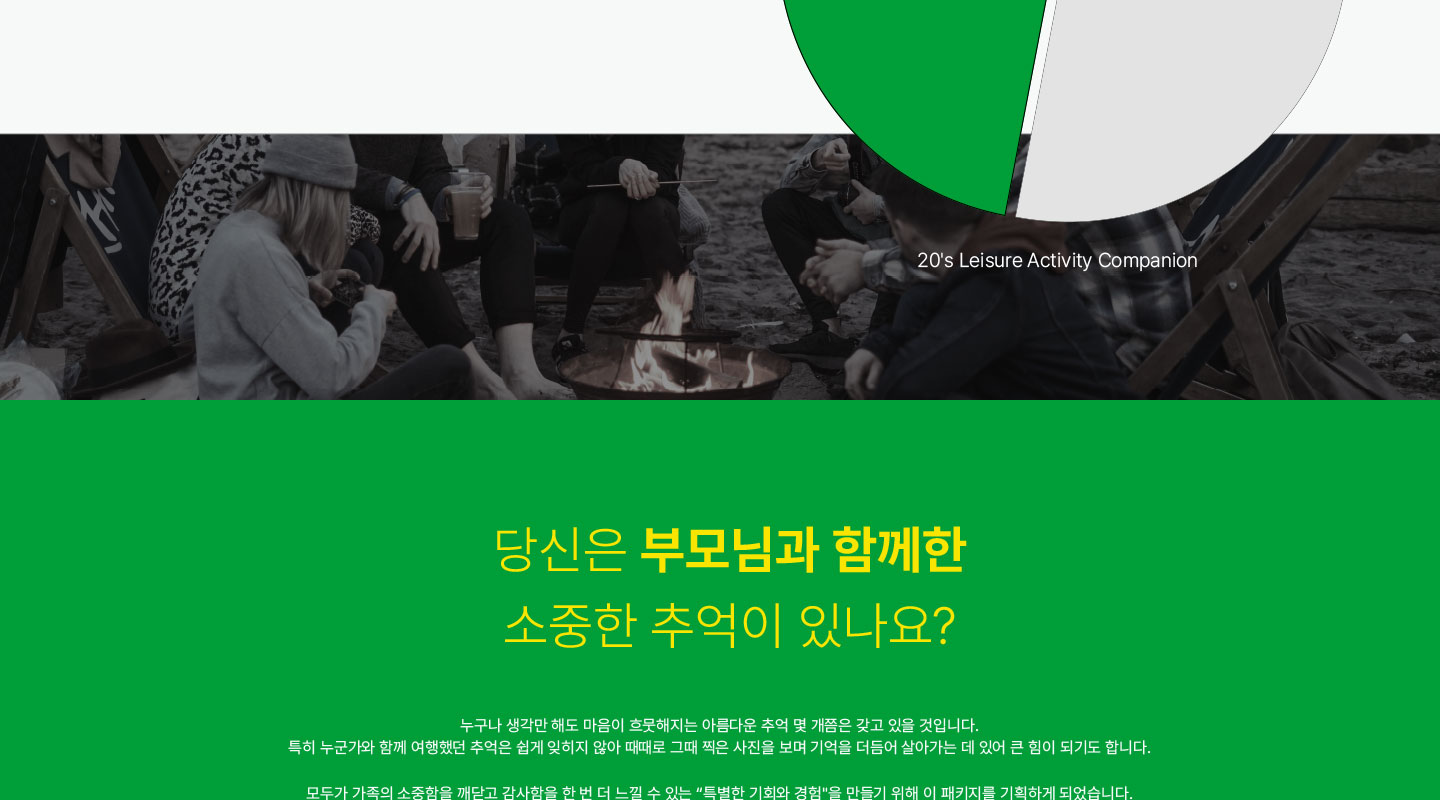 20's Leisure Activity Companion
당신은 부모님과 함께한
소중한 추억이 있나요?
누구나 생각만 해도 마음이 흐뭇해지는 아름다운 추억 몇 개쯤은 갖고 있을 것입니다.
특히 누군가와 함께 여행했던 추억은 쉽게 잊히지 않아 때때로 그때 찍은 사진을 보며 기억을 더듬어 살아가는 데 있어 큰 힘이 되기도 합니다.
모두가 가족의 소중함을 깨닫고 감사함을 한 번 더 느낄 수 있는 “특별한 기회와 경험"을 만들기 위해 이 패키지를 기획하게 되었습니다.